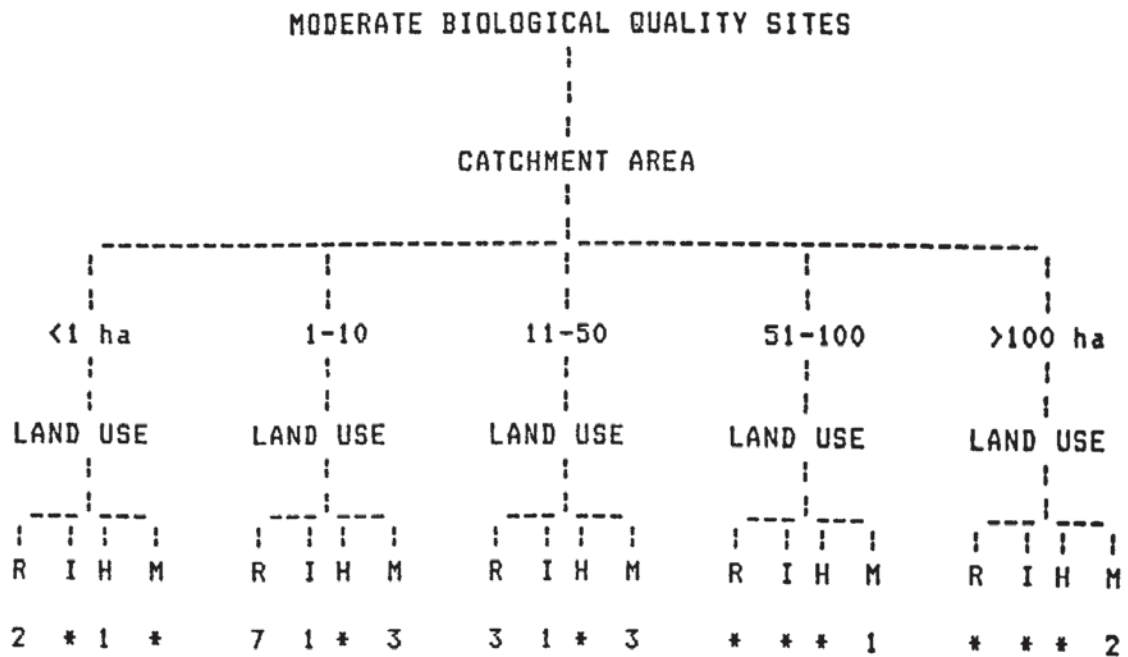 MODERATE BIOLOGICAL QUALITY SITES
CATCHMENT AREA
<1 ha 1-10 11-50 51-100 >100 ha
LAND USE LAND USE LAND USE LAND USE LAND USE
R I H M R I H M R I H M R I H M R I H M
2 * 1 * 7 1 * 3 3 1 * 3 * * * 1 * * * 2